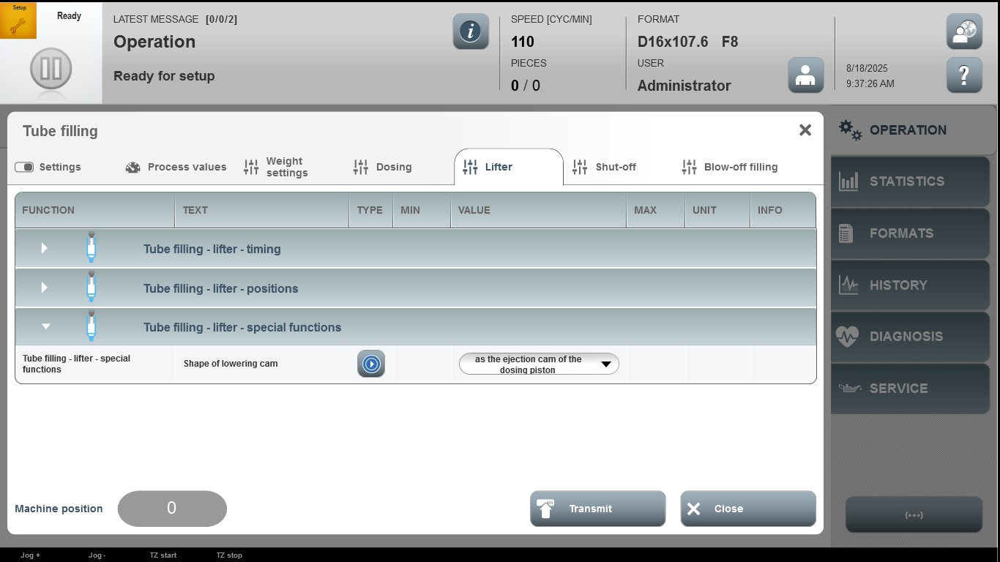 Setup
Ready
LATEST MESSAGE [0/0/2]
Operation
Ready for setup
SPEED [CYC/MIN]
110
PIECES
0 / 0
FORMAT
D16x107.6 F8
USER
Administrator
8/18/2025
9:37:26 AM
?
Tube filling
Settings
Process values
Weight
settings
Dosing
Lifter
Shut-off
Blow-off filling
FUNCTION TEXT TYPE MIN VALUE MAX UNIT INFO
Tube filling - lifter - timing
Tube filling - lifter - positions
Tube filling - lifter - special functions
Tube filling - lifter - special
functions
Shape of lowering cam
as the ejection cam of the
dosing piston
Machine position
0
Transmit
Close
OPERATION
STATISTICS
FORMATS
HISTORY
DIAGNOSIS
SERVICE
(...)
Jog + Jog - TZ start TZ stop